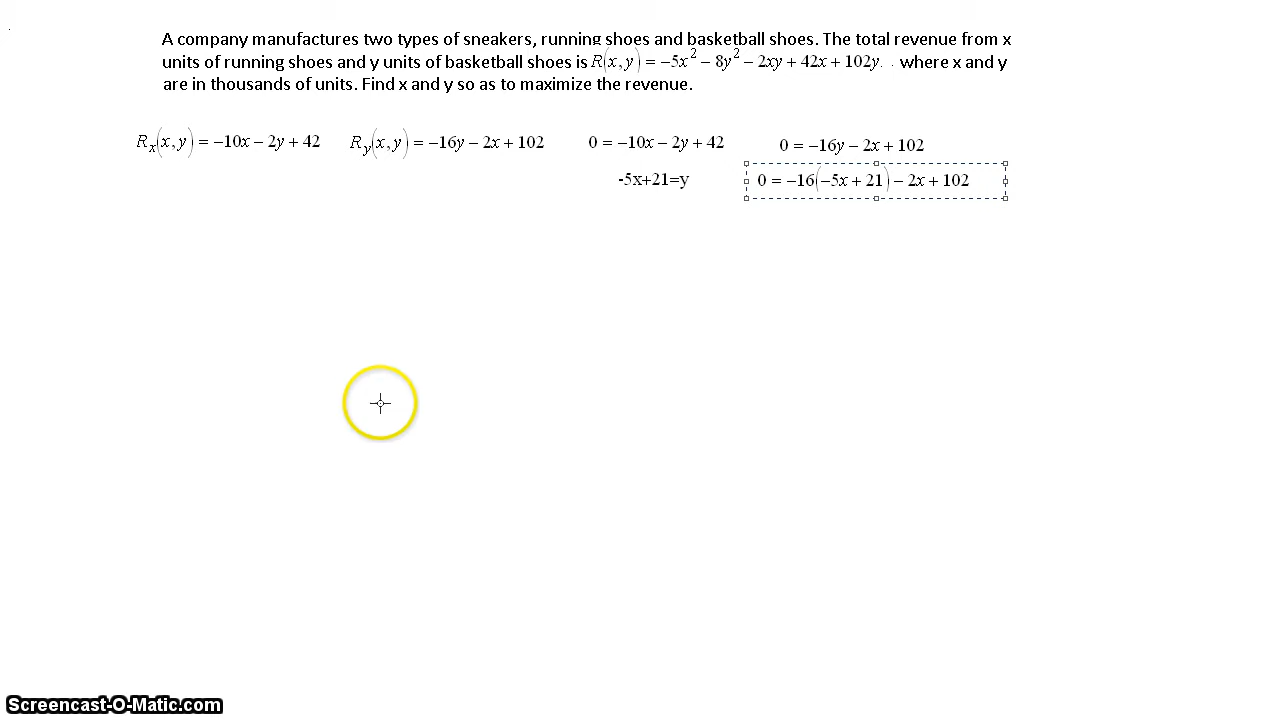 A company manufactures two types of sneakers, running shoes and basketball shoes. The total revenue from x
units of running shoes and y units of basketball shoes is R(x,y) = −5x² − 8y² − 2xy + 42x + 102y. . where x and y
are in thousands of units. Find x and y so as to maximize the revenue.
Rₓ(x,y) = −10x − 2y + 42 R_y(x,y) = −16y − 2x + 102 0 = −10x − 2y + 42 0 = −16y − 2x + 102
-5x+21=y 0 = −16(−5x + 21) − 2x + 102
Screencast-O-Matic.com